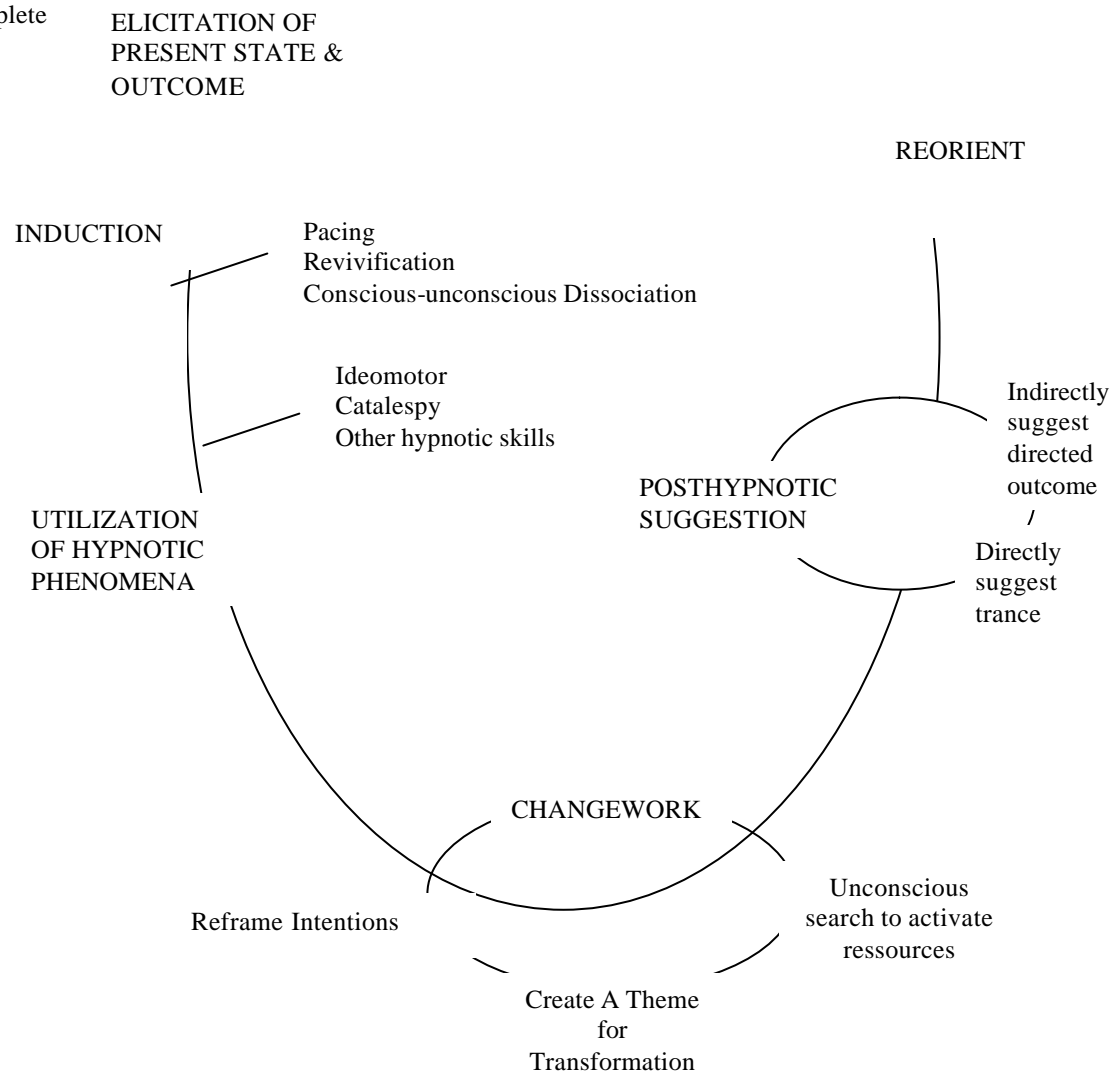 plete
ELICITATION OF
PRESENT STATE &
OUTCOME
REORIENT
INDUCTION
Pacing
Revivification
Conscious-unconscious Dissociation
Ideomotor
Catalespy
Other hypnotic skills
Indirectly
suggest
directed
outcome
POSTHYPNOTIC
SUGGESTION
UTILIZATION
OF HYPNOTIC
PHENOMENA
Directly
suggest
trance
CHANGEWORK
Reframe Intentions
Unconscious
search to activate
ressources
Create A Theme
for
Transformation